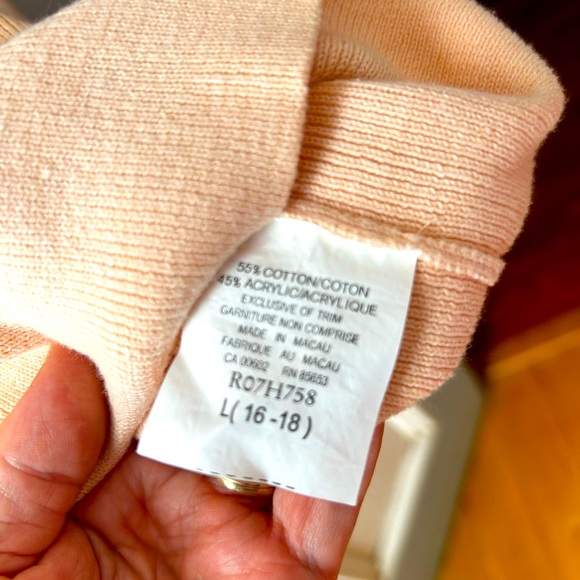 55% COTTON/COTON
45% ACRYLIC/ACRYLIQUE
EXCLUSIVE OF TRIM
GARNITURE NON COMPRISE
MADE IN MACAU
FABRIQUE AU MACAU
CA 00692 RN 85653
R07H758
L( 16 -18 )